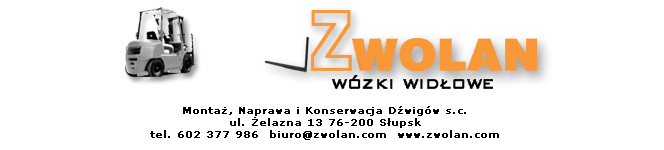 ZWOLAN
WÓZKI WIDŁOWE
Montaż, Naprawa i Konserwacja Dźwigów s.c.
ul. Żelazna 13 76-200 Słupsk
tel. 602 377 986 biuro@zwolan.com www.zwolan.com